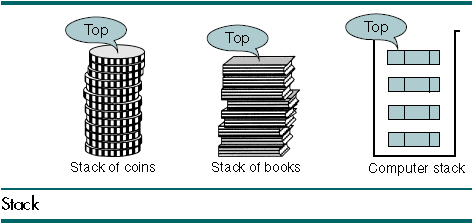 Top
Top
Top
Stack of coins
Stack of books
Computer stack
Stack